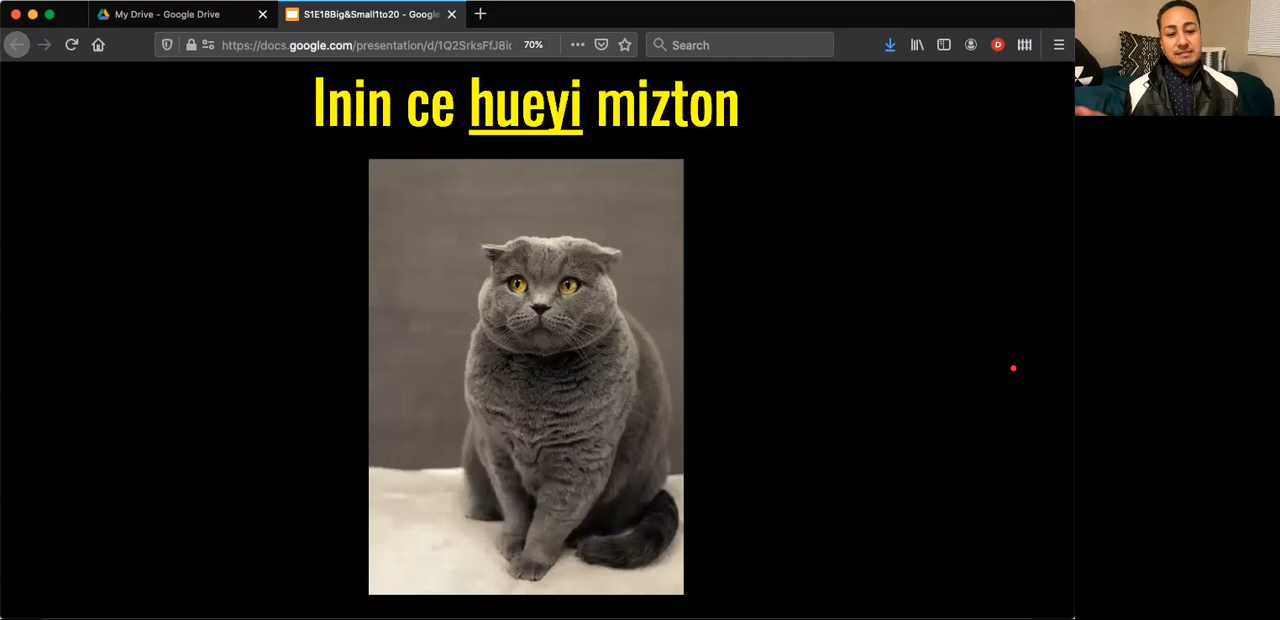 My Drive - Google Drive
S1E18Big&Small1to20 - Google
https://docs.google.com/presentation/d/1Q2SrksFfJ8i
70%
Search
D
Inin ce hueyi mizton